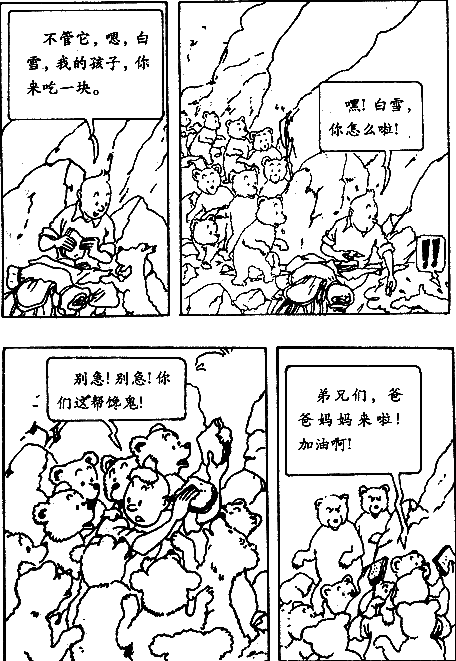 不管它，嗯，白
雪，我的孩子，你
来吃一块。
嘿！白雪，
你怎么啦！
!!
别急！别急！你
们这帮馋鬼！
弟兄们，爸
爸妈妈来啦！
加油啊！